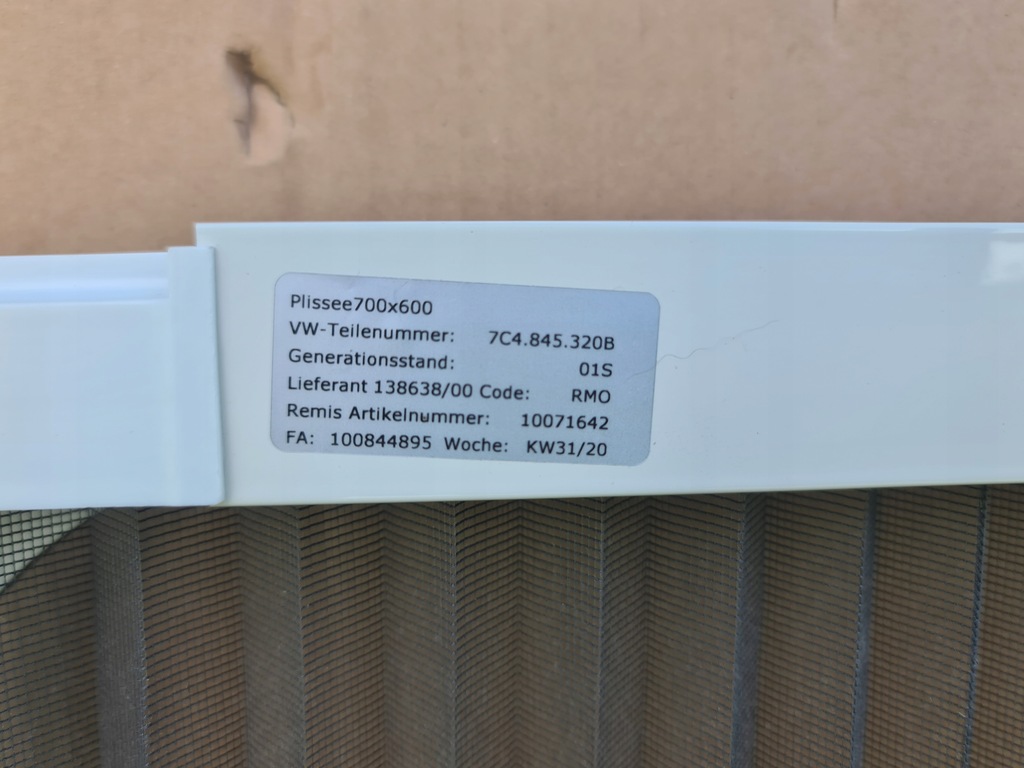 Plissee700x600
VW-Teilenummer: 7C4.845.320B
Generationsstand: 01S
Lieferant 138638/00 Code: RMO
Remis Artikelnummer: 10071642
FA: 100844895 Woche: KW31/20